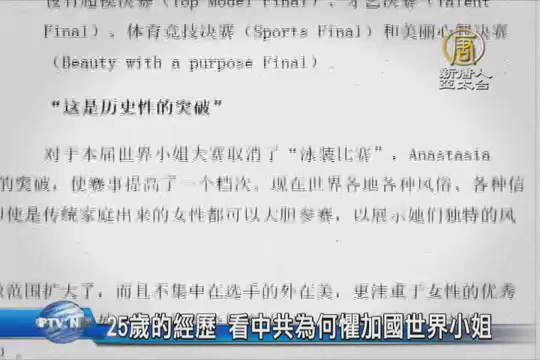 设有超模决赛（Top Model Final）、才艺决赛（Talent
Final）、体育竞技决赛（Sports Final）和美丽心灵决赛
（Beauty with a purpose Final）。
唐
新唐人
亞太台
“这是历史性的突破”
对于本届世界小姐大赛取消了“泳装比赛”，Anastasia
的突破，使赛事提高了一个档次。现在世界各地各种风俗、各种信
即使是传统家庭出来的女性都可以大胆参赛，以展示她们独特的风
范围扩大了，而且不集中在选手的外在美，更注重于女性的优秀
25歲的經歷 看中共為何懼加國世界小姐